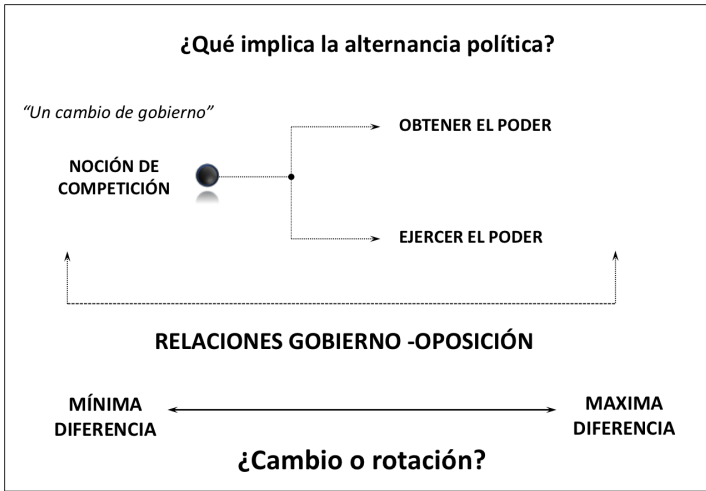 ¿Qué implica la alternancia política?
“Un cambio de gobierno”
OBTENER EL PODER
NOCIÓN DE
COMPETICIÓN
EJERCER EL PODER
RELACIONES GOBIERNO -OPOSICIÓN
MÍNIMA
DIFERENCIA
MAXIMA
DIFERENCIA
¿Cambio o rotación?